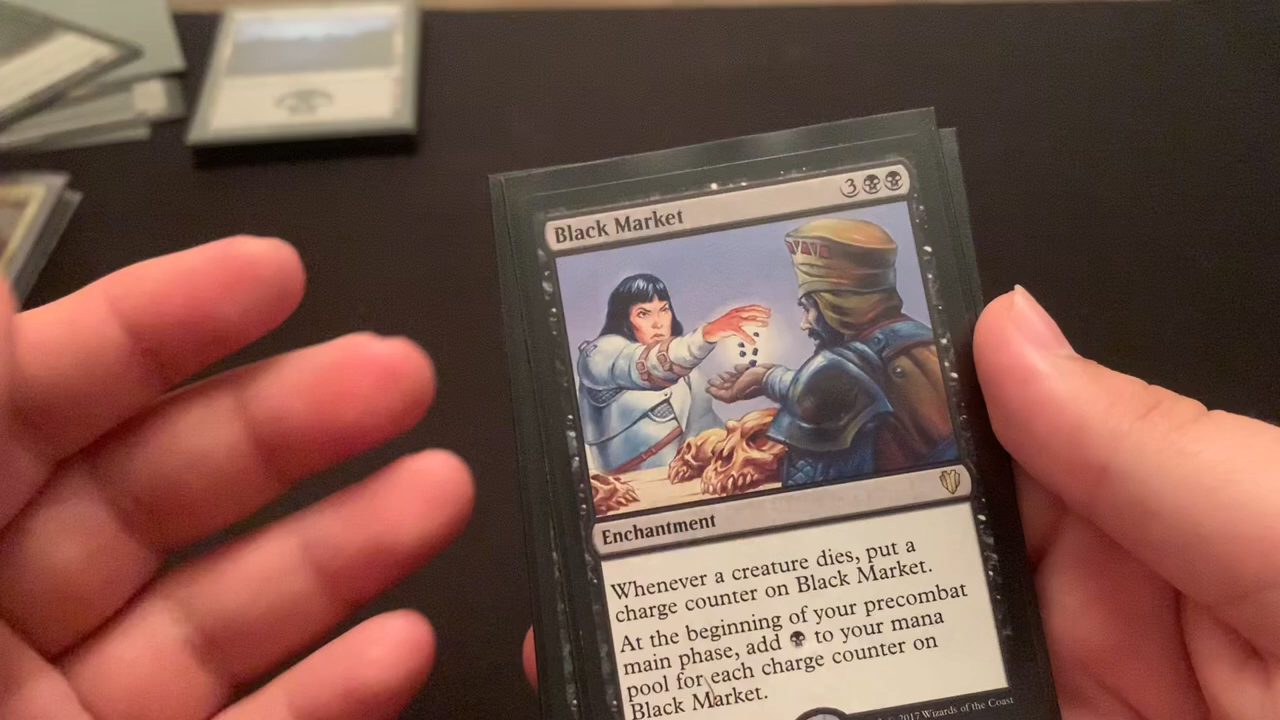 Black Market
3
Enchantment
Whenever a creature dies, put a
charge counter on Black Market.
At the beginning of your precombat
main phase, add to your mana
pool for each charge counter on
Black Market.
2017 Wizards of the Coast